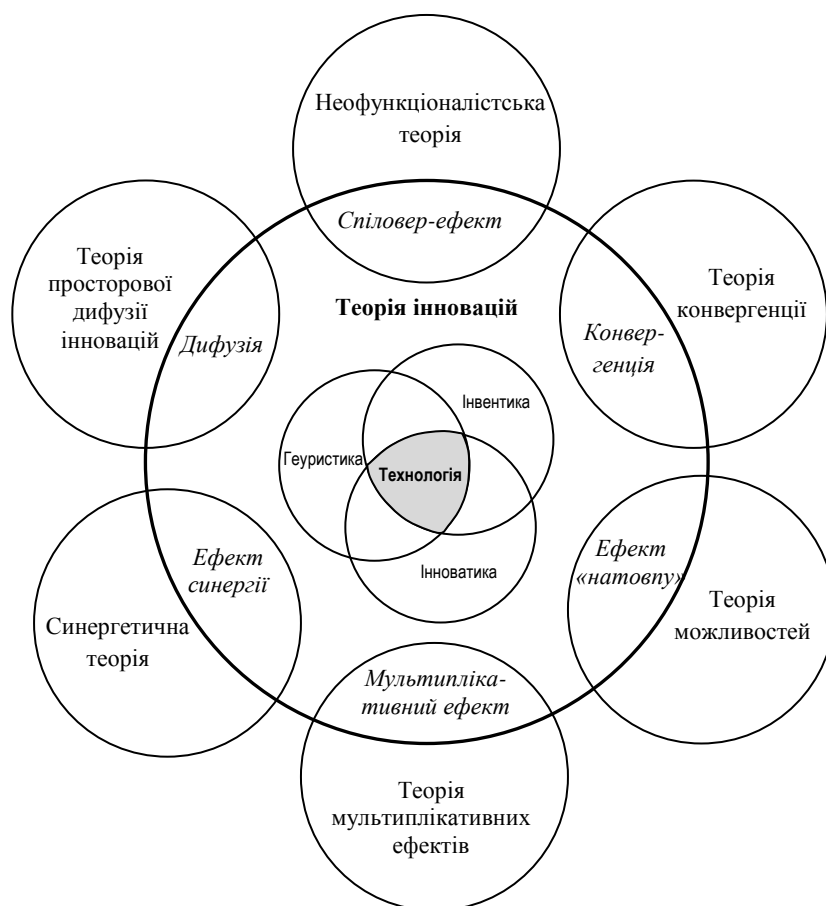 Неофункціоналістська
теорія
Спіловер-ефект
Теорія
просторової
дифузії
інновацій
Дифузія
Теорія інновацій
Теорія
конвергенції
Конвер-
генція
Інвентика
Геуристика
Технологія
Інноватика
Ефект
синергії
Синергетична
теорія
Ефект
«натовпу»
Теорія
можливостей
Мультипліка-
тивний ефект
Теорія
мультиплікативних
ефектів